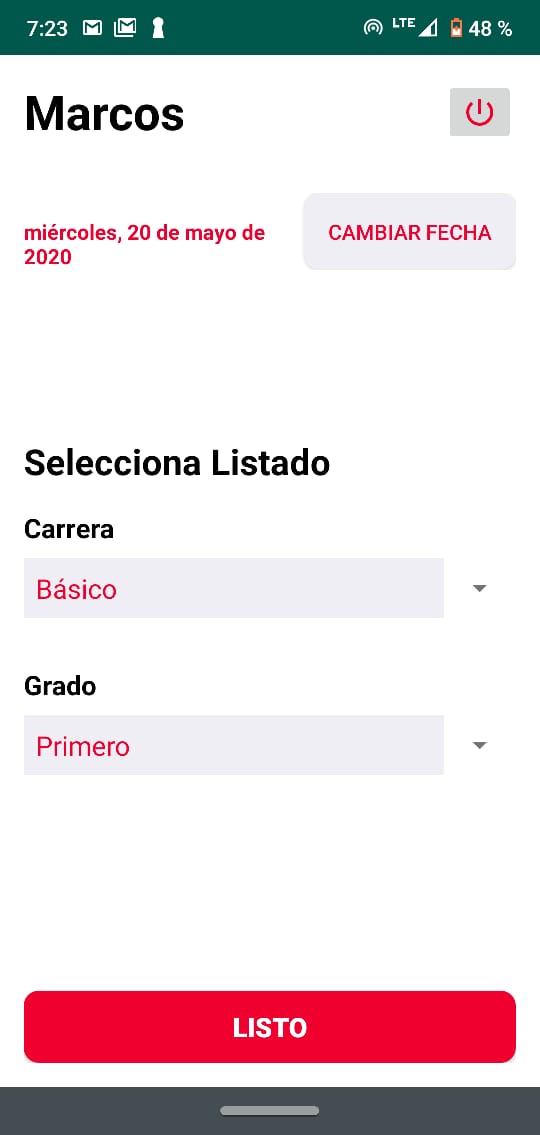 7:23 LTE 48 %
Marcos
miércoles, 20 de mayo de
2020
CAMBIAR FECHA
Selecciona Listado
Carrera
Básico
Grado
Primero
LISTO